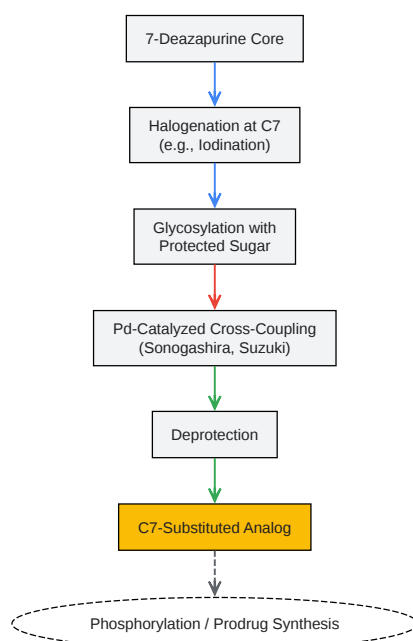 7-Deazapurine Core
Halogenation at C7
(e.g., Iodination)
Glycosylation with
Protected Sugar
Pd-Catalyzed Cross-Coupling
(Sonogashira, Suzuki)
Deprotection
C7-Substituted Analog
Phosphorylation / Prodrug Synthesis